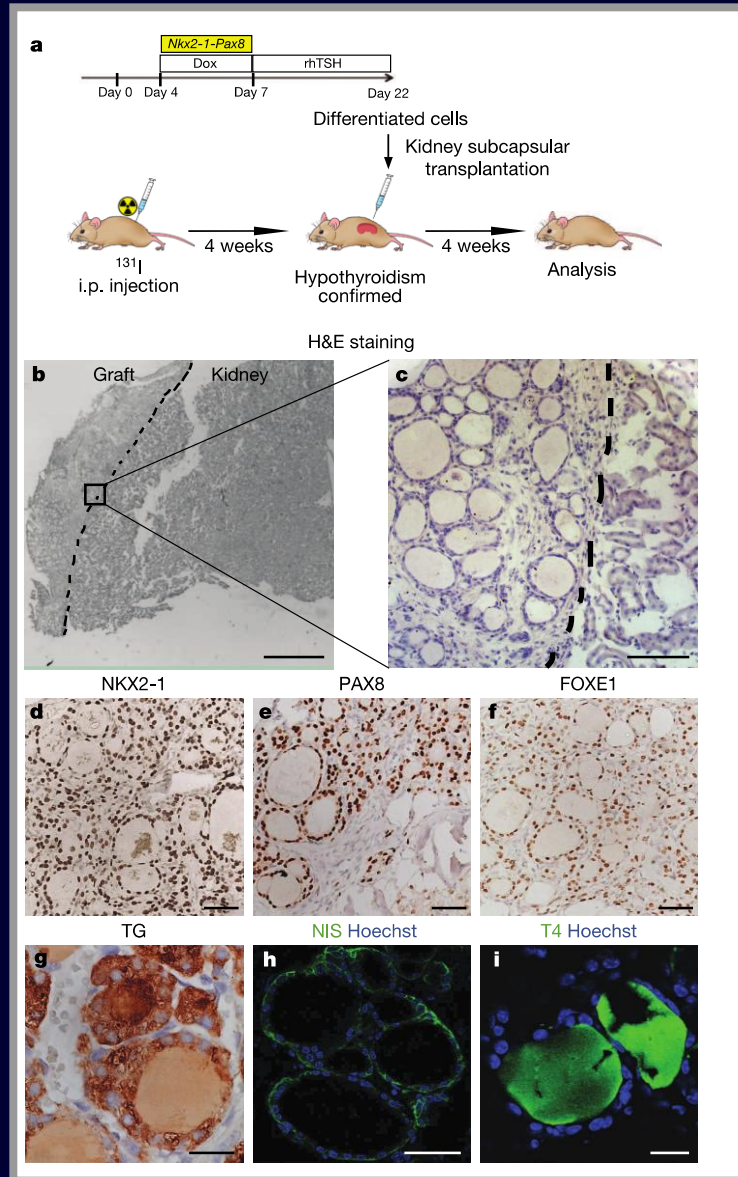 a
Nkx2-1-Pax8
Dox rhTSH
Day 0 Day 4 Day 7 Day 22
Differentiated cells
Kidney subcapsular
transplantation
4 weeks 4 weeks
131I
i.p. injection
Hypothyroidism
confirmed
Analysis
H&E staining
b Graft Kidney c
NKX2-1 PAX8 FOXE1
d e f
TG NIS Hoechst T4 Hoechst
g h i